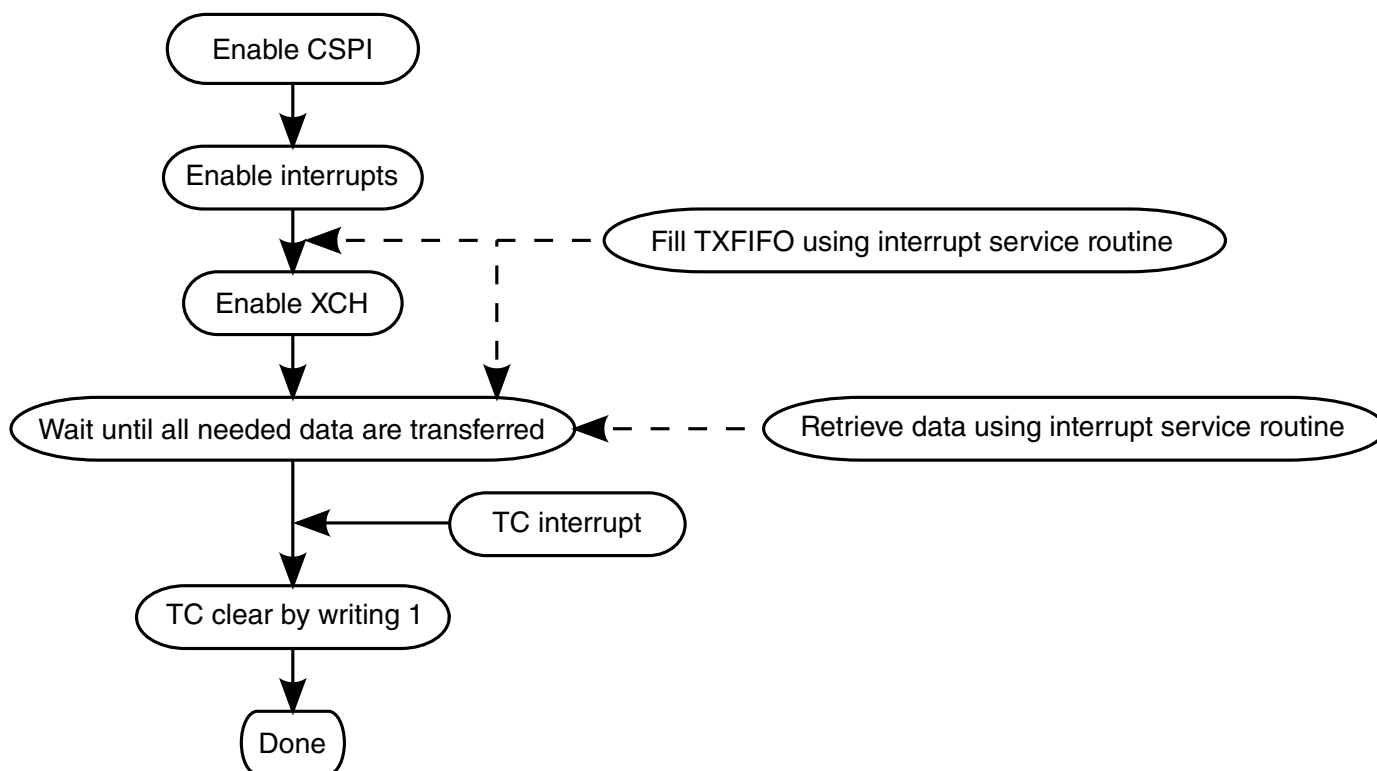 Enable CSPI
Enable interrupts
Fill TXFIFO using interrupt service routine
Enable XCH
Wait until all needed data are transferred
Retrieve data using interrupt service routine
TC interrupt
TC clear by writing 1
Done